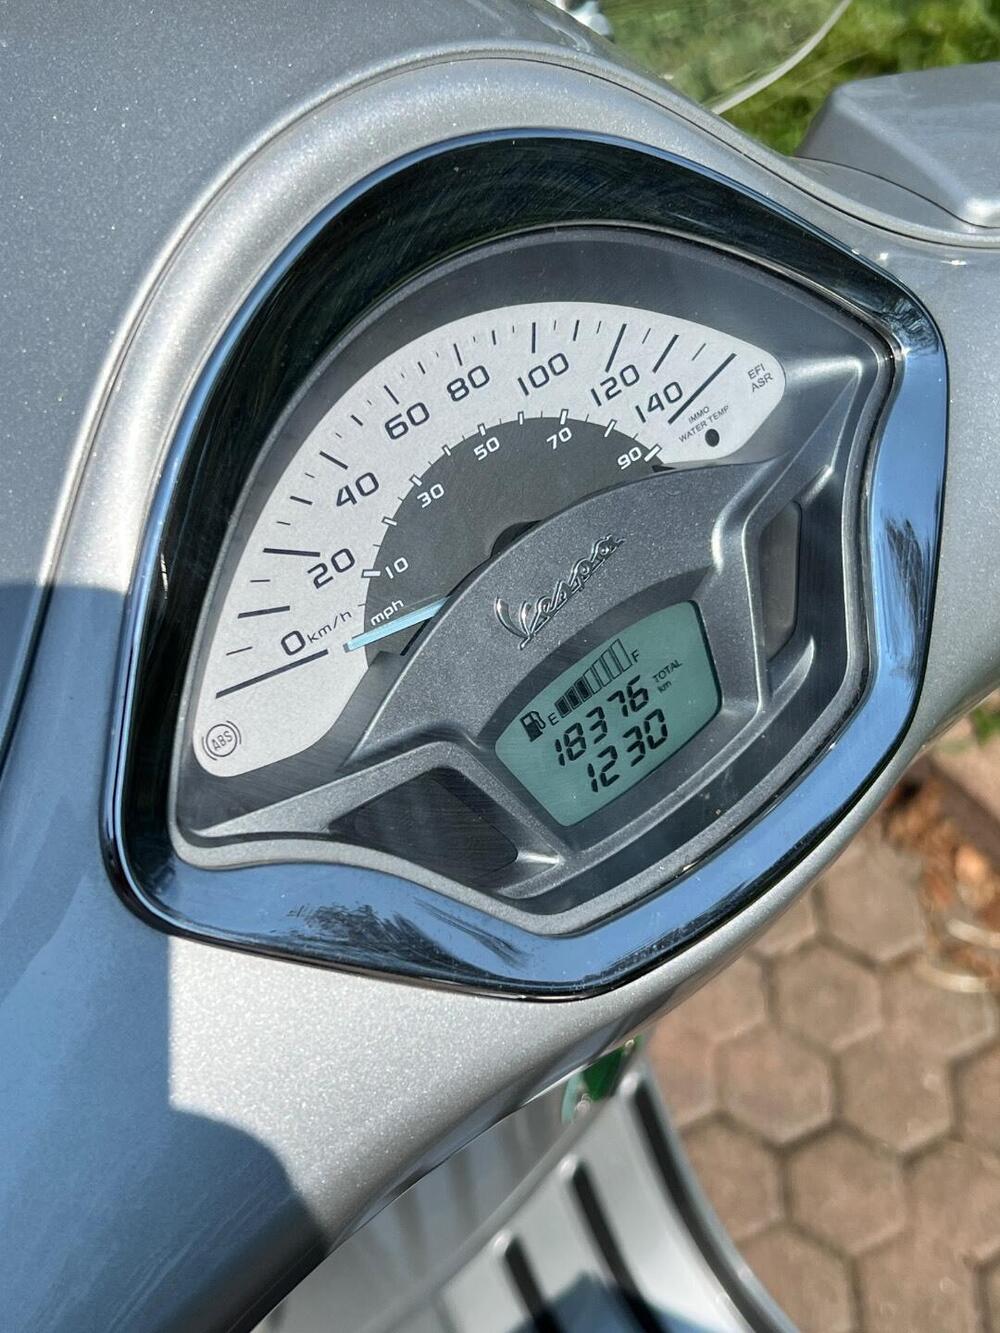 0 km/h
20
40
60
80
100
120
140
mph
10
30
50
70
90
EFI
ASR
IMMO
WATER TEMP
ABS
Vespa
E
F
18376
TOTAL
km
1230